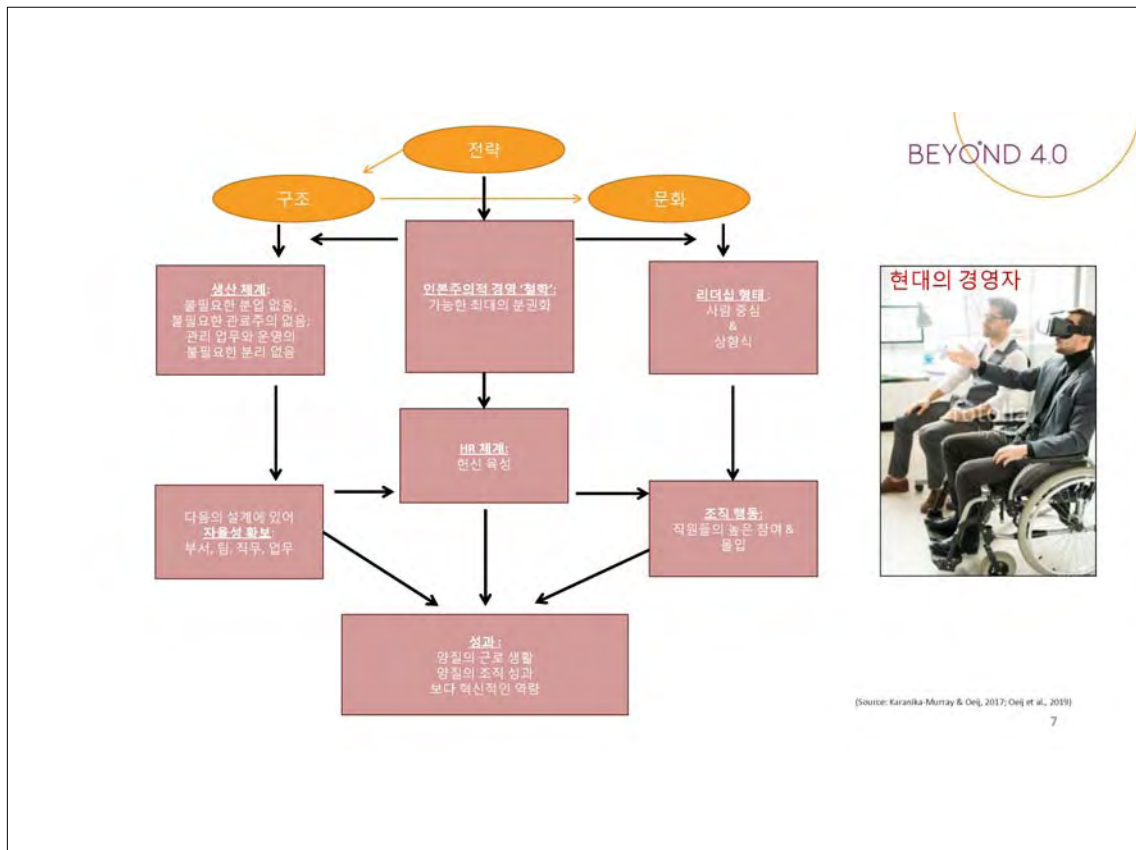 전략
BEYOND 4.0
구조
문화
생산 체계:
불필요한 분업 없음,
불필요한 관료주의 없음;
관리 업무와 운영의
불필요한 분리 없음
인본주의적 경영 ‘철학’:
가능한 최대의 분권화
리더십 형태 :
사람 중심
&
상향식
현대의 경영자
fotolia
HR 체계:
헌신 육성
다음의 설계에 있어
자율성 확보:
부서, 팀, 직무, 업무
조직 행동:
직원들의 높은 참여 &
몰입
성과 :
양질의 근로 생활
양질의 조직 성과
보다 혁신적인 역량
(Source: Karanika-Murray & Oeij, 2017; Oeij et al., 2019)
7